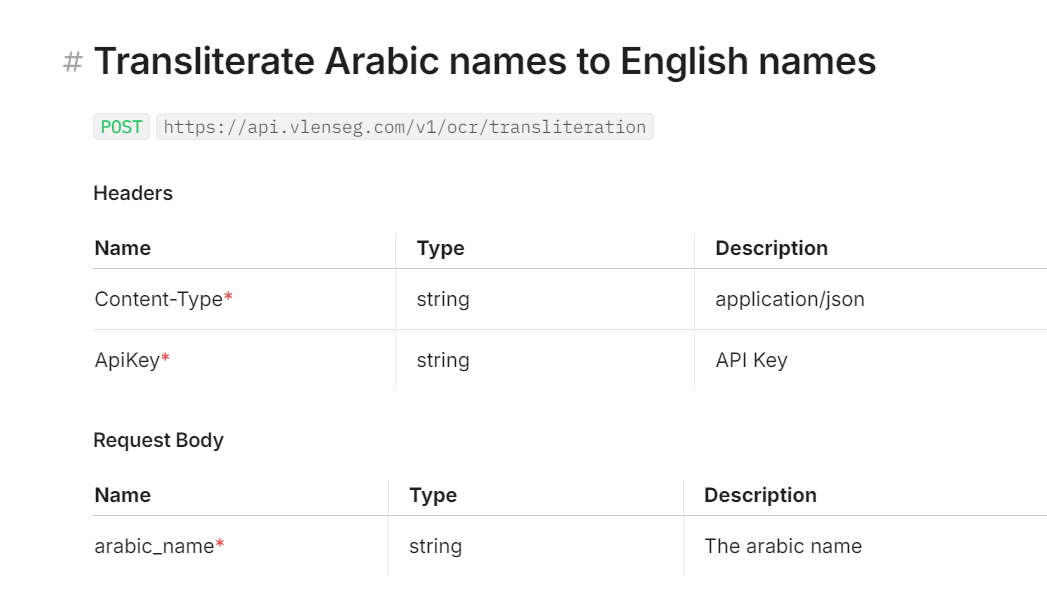 # Transliterate Arabic names to English names
POST https://api.vlenseg.com/v1/ocr/transliteration
Headers
Name Type Description
Content-Type* string application/json
ApiKey* string API Key
Request Body
Name Type Description
arabic_name* string The arabic name